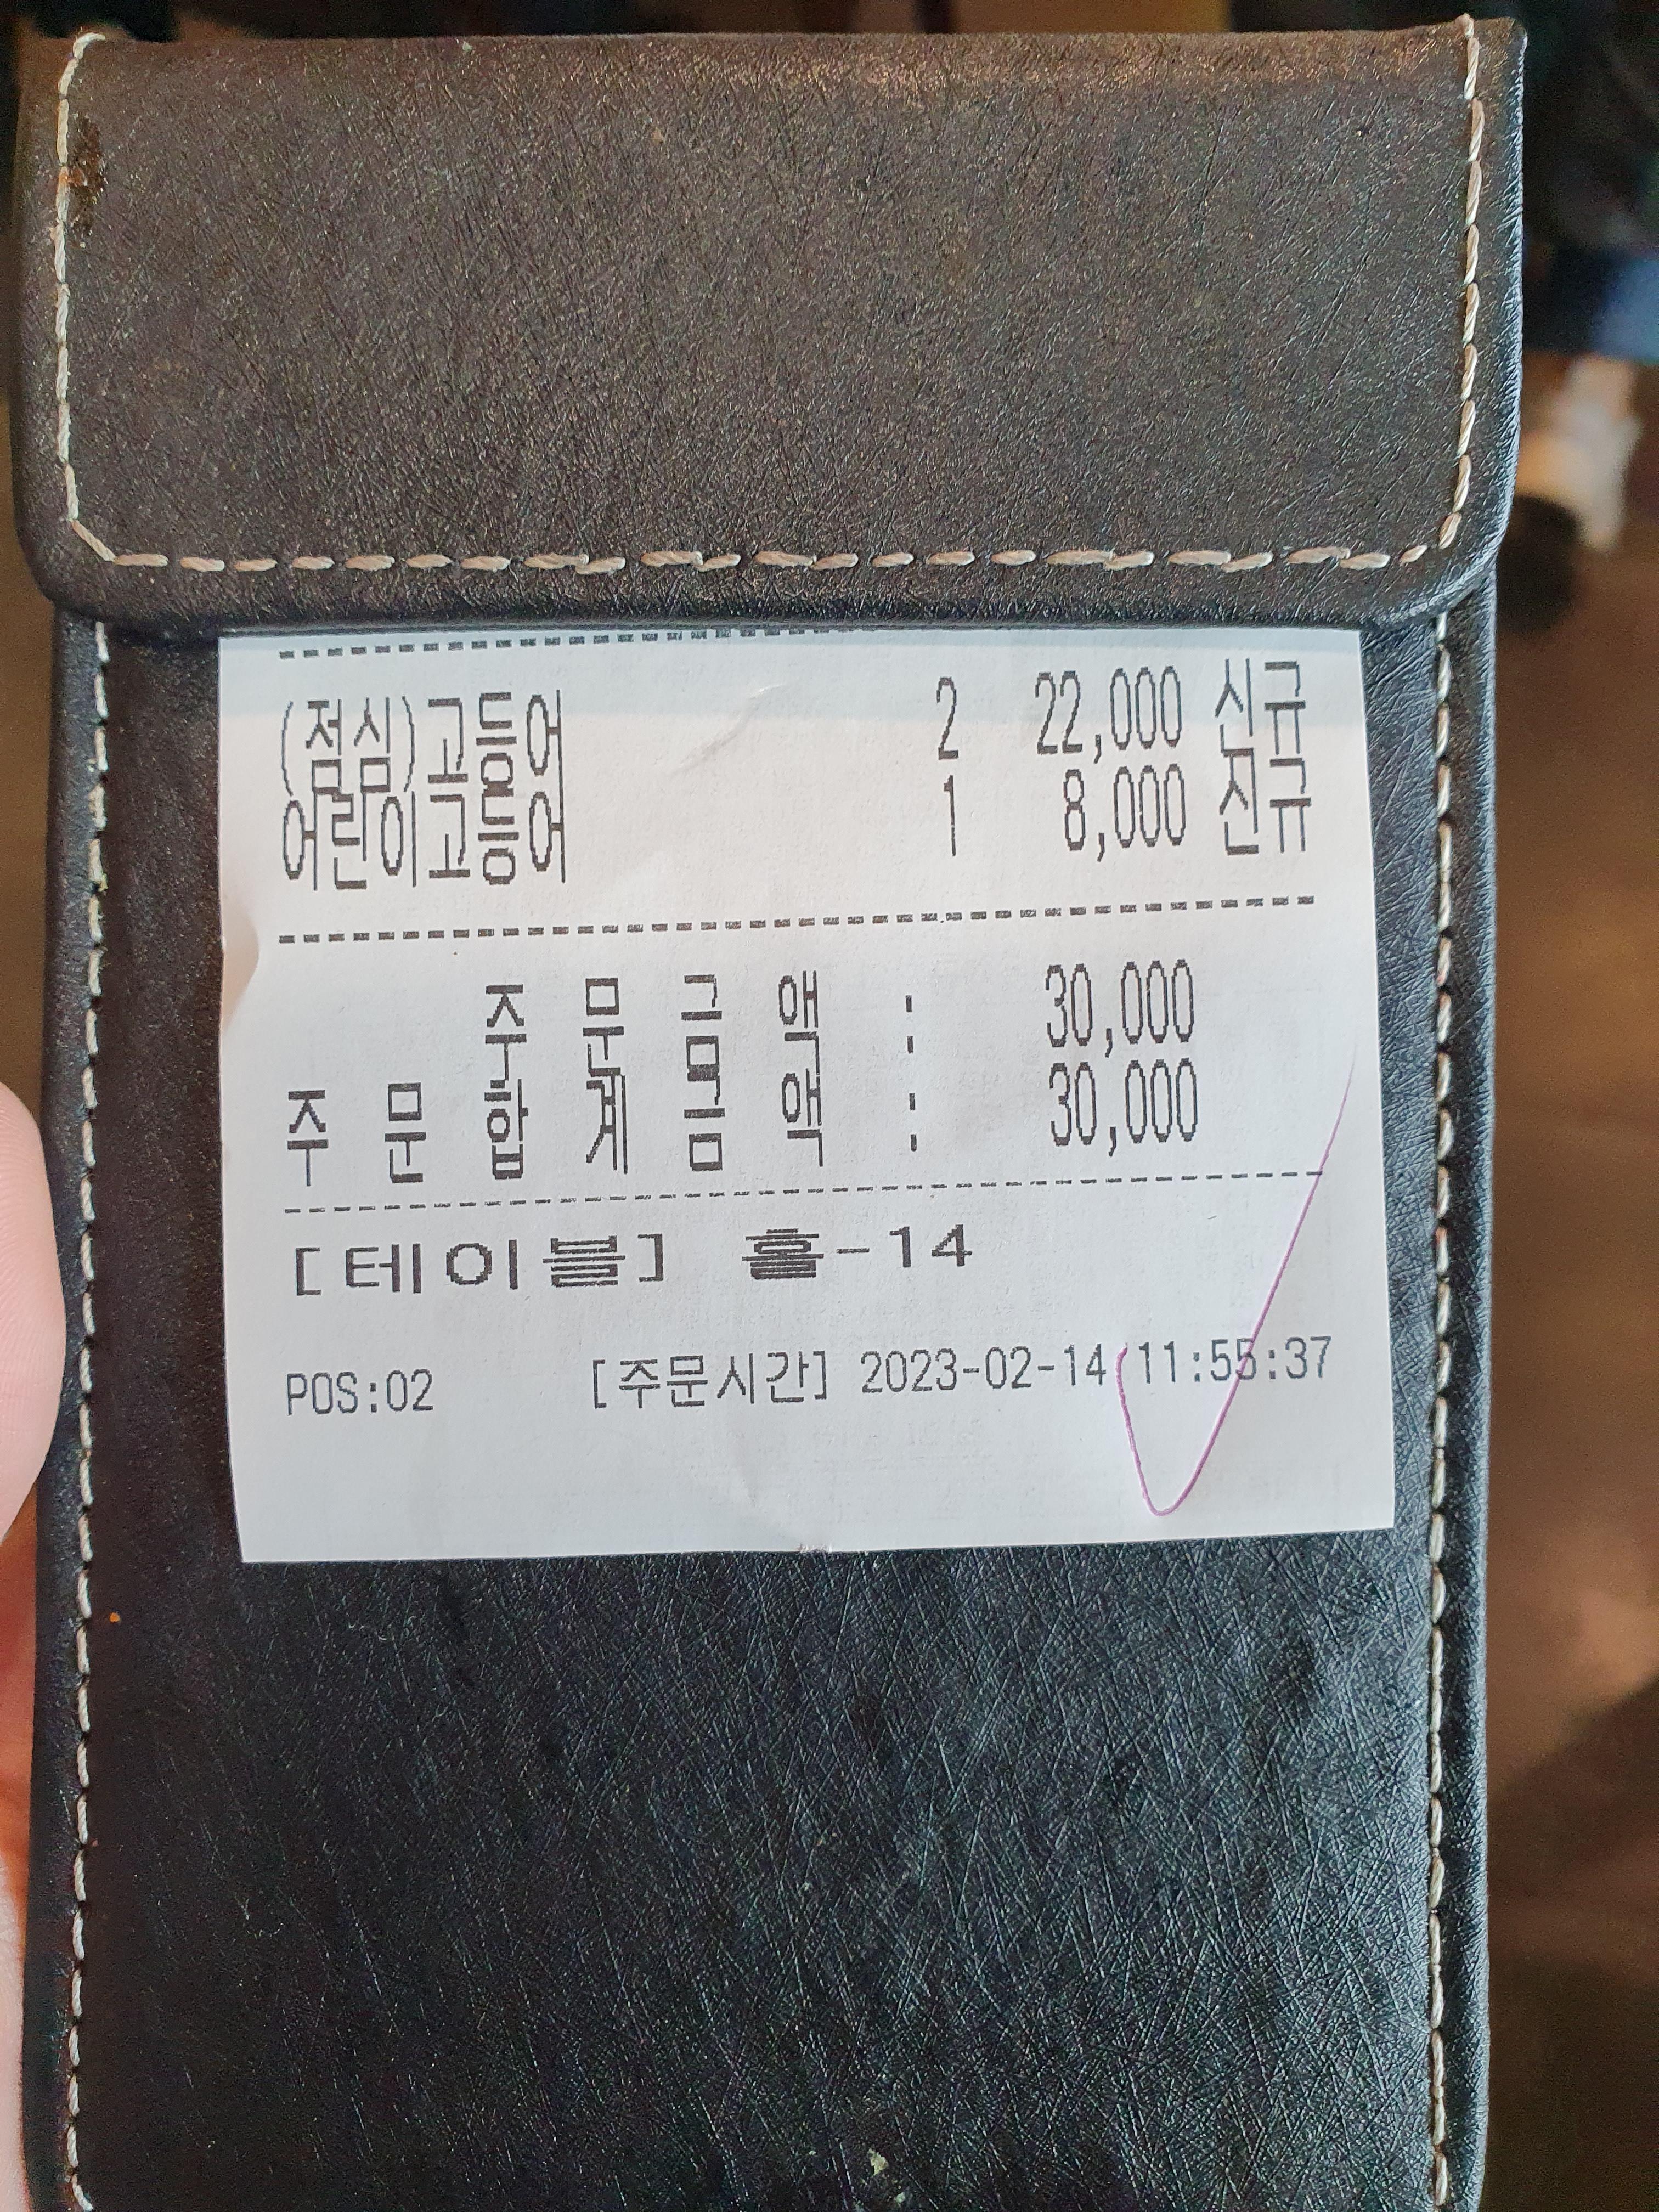 (점심)고등어 2 22,000 신규
어린이고등어 1 8,000 신규
주 문 금 액 : 30,000
주 문 합 계 금 액 : 30,000
[테이블] 홀-14
POS:02 [주문시간] 2023-02-14 11:55:37